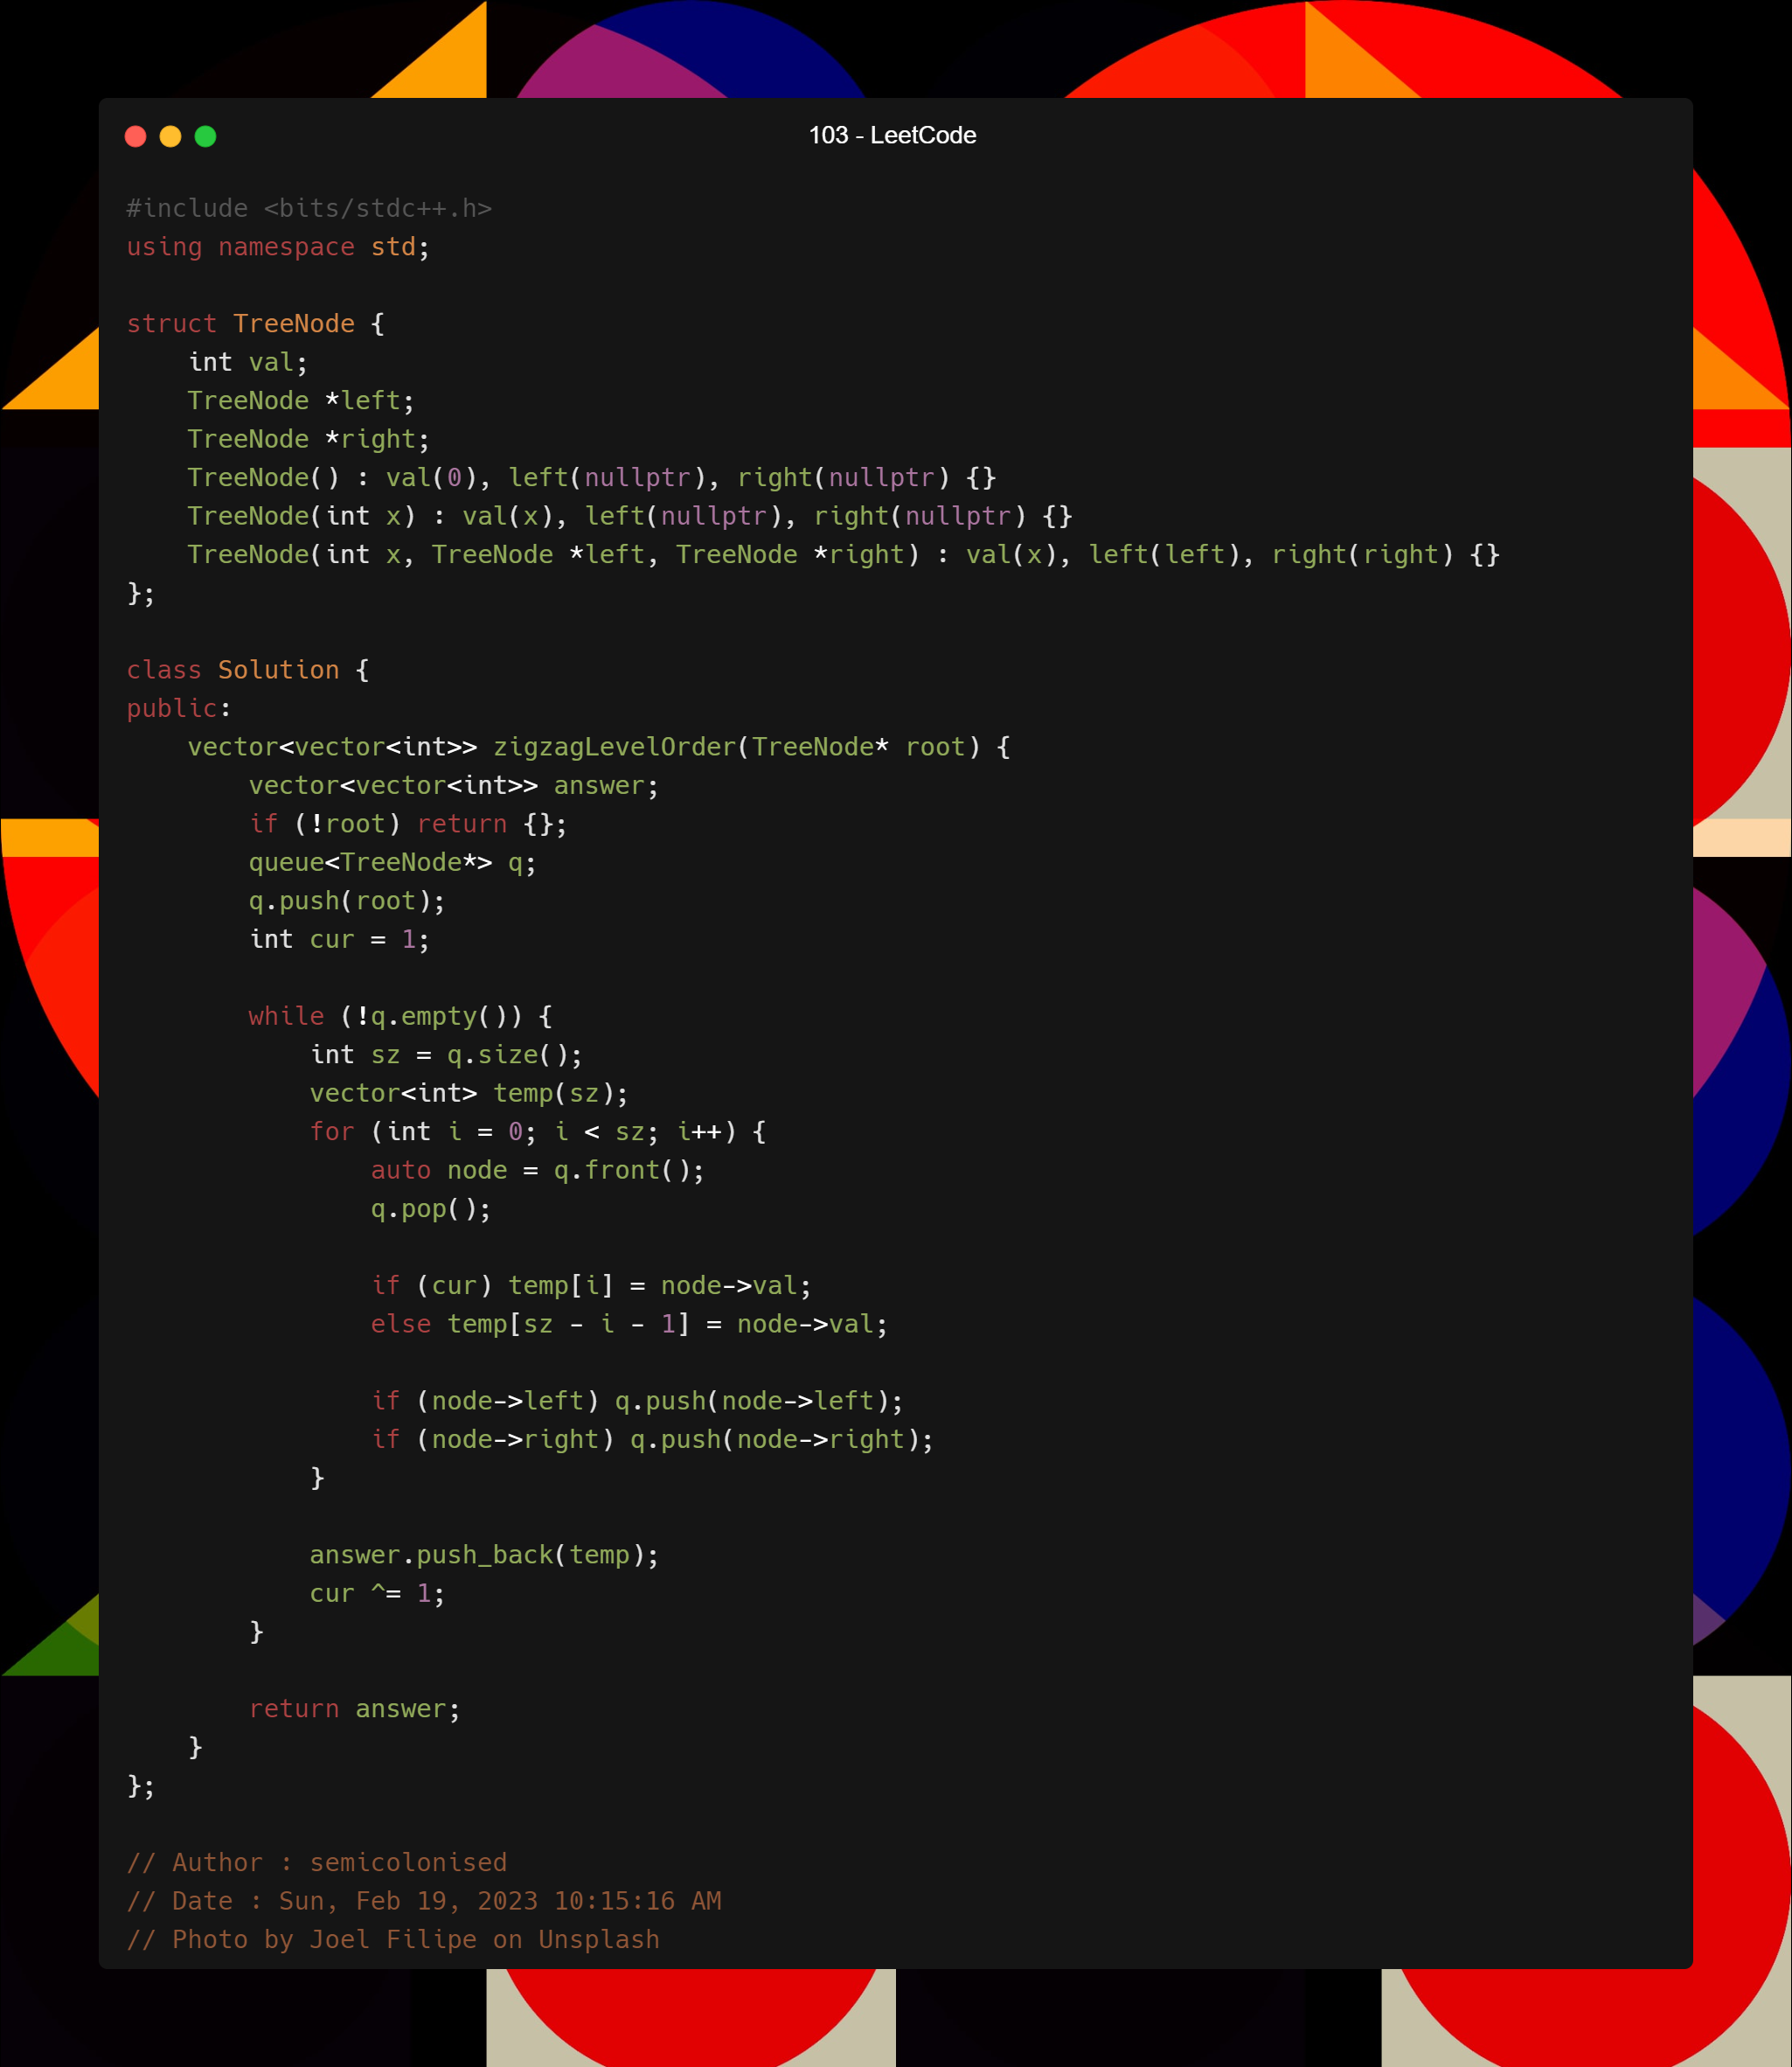 103 - LeetCode
#include <bits/stdc++.h>
using namespace std;
struct TreeNode {
    int val;
    TreeNode *left;
    TreeNode *right;
    TreeNode() : val(0), left(nullptr), right(nullptr) {}
    TreeNode(int x) : val(x), left(nullptr), right(nullptr) {}
    TreeNode(int x, TreeNode *left, TreeNode *right) : val(x), left(left), right(right) {}
};
class Solution {
public:
    vector<vector<int>> zigzagLevelOrder(TreeNode* root) {
        vector<vector<int>> answer;
        if (!root) return {};
        queue<TreeNode*> q;
        q.push(root);
        int cur = 1;
        while (!q.empty()) {
            int sz = q.size();
            vector<int> temp(sz);
            for (int i = 0; i < sz; i++) {
                auto node = q.front();
                q.pop();
                if (cur) temp[i] = node->val;
                else temp[sz - i - 1] = node->val;
                if (node->left) q.push(node->left);
                if (node->right) q.push(node->right);
            }
            answer.push_back(temp);
            cur ^= 1;
        }
        return answer;
    }
};
// Author : semicolonised
// Date : Sun, Feb 19, 2023 10:15:16 AM
// Photo by Joel Filipe on Unsplash